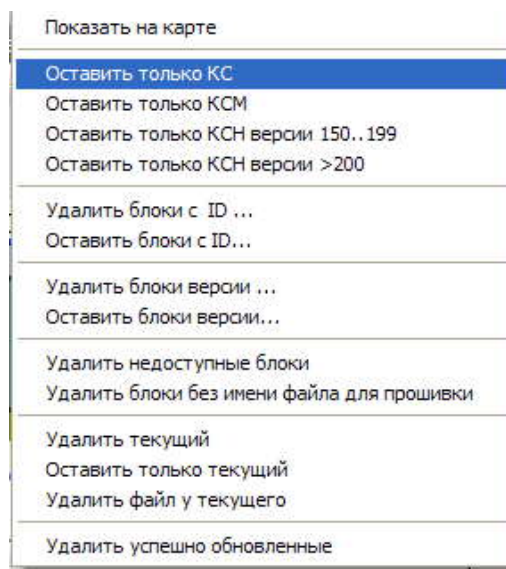 Показать на карте
Оставить только КС
Оставить только КСМ
Оставить только КСН версии 150..199
Оставить только КСН версии >200
Удалить блоки с ID ...
Оставить блоки с ID...
Удалить блоки версии ...
Оставить блоки версии...
Удалить недоступные блоки
Удалить блоки без имени файла для прошивки
Удалить текущий
Оставить только текущий
Удалить файл у текущего
Удалить успешно обновленные